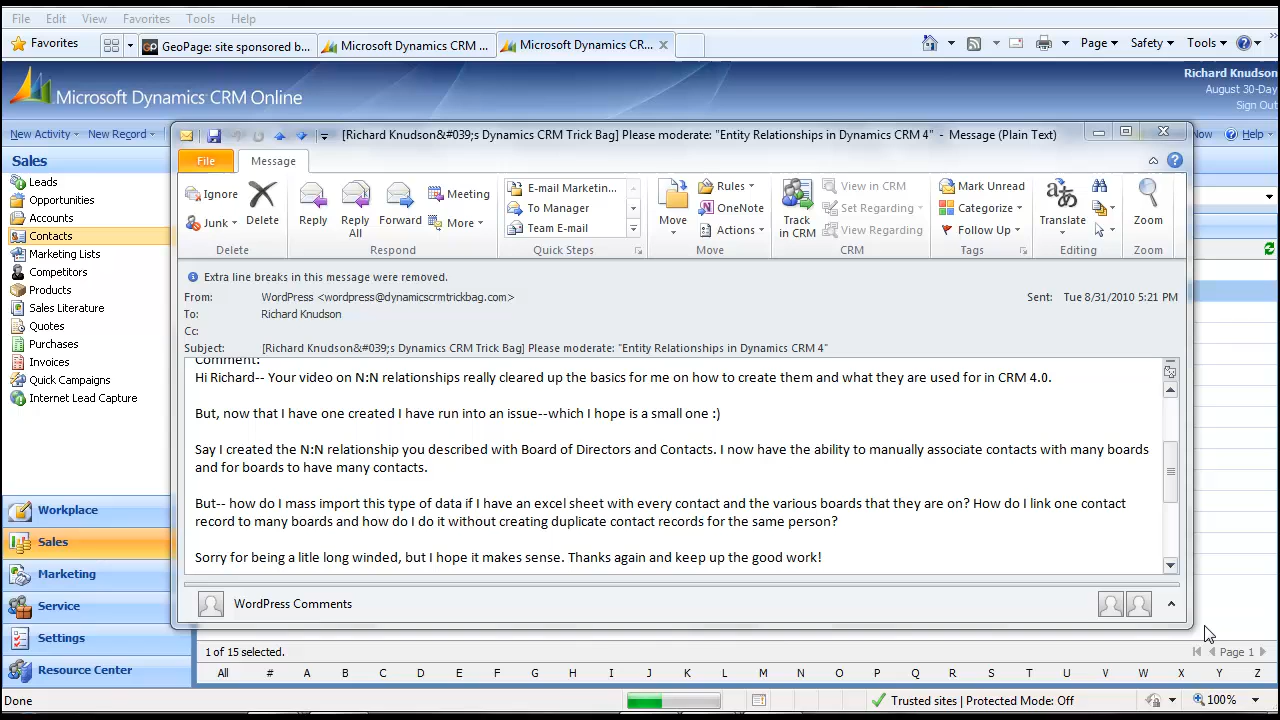 File Edit View Favorites Tools Help
Favorites GeoPage: site sponsored b... Microsoft Dynamics CRM ... Microsoft Dynamics CR... Page Safety Tools
Richard Knudson
Microsoft Dynamics CRM Online August 30-Day
Sign Out
New Activity New Record Now Help
[Richard Knudson&#039;s Dynamics CRM Trick Bag] Please moderate: "Entity Relationships in Dynamics CRM 4" - Message (Plain Text)
Sales
Leads
Opportunities
Accounts
Contacts
Marketing Lists
Competitors
Products
Sales Literature
Quotes
Purchases
Invoices
Quick Campaigns
Internet Lead Capture
Workplace
Sales
Marketing
Service
Settings
Resource Center
File Message
Ignore Delete Reply Reply All Forward Meeting E-mail Marketin... Move Rules Track in CRM View in CRM Mark Unread Translate Zoom
To Manager OneNote Set Regarding Categorize
Junk More Team E-mail Actions View Regarding Follow Up
Delete Respond Quick Steps Move CRM Tags Editing Zoom
Extra line breaks in this message were removed.
From: WordPress <wordpress@dynamicscrmtrickbag.com> Sent: Tue 8/31/2010 5:21 PM
To: Richard Knudson
Cc:
Subject: [Richard Knudson&#039;s Dynamics CRM Trick Bag] Please moderate: "Entity Relationships in Dynamics CRM 4"
Comment:
Hi Richard-- Your video on N:N relationships really cleared up the basics for me on how to create them and what they are used for in CRM 4.0.
But, now that I have one created I have run into an issue--which I hope is a small one :)
Say I created the N:N relationship you described with Board of Directors and Contacts. I now have the ability to manually associate contacts with many boards
and for boards to have many contacts.
But-- how do I mass import this type of data if I have an excel sheet with every contact and the various boards that they are on? How do I link one contact
record to many boards and how do I do it without creating duplicate contact records for the same person?
Sorry for being a litle long winded, but I hope it makes sense. Thanks again and keep up the good work!
WordPress Comments
1 of 15 selected. Page 1
All # A B C D E F G H I J K L M N O P Q R S T U V W X Y Z
Done Trusted sites | Protected Mode: Off 100%